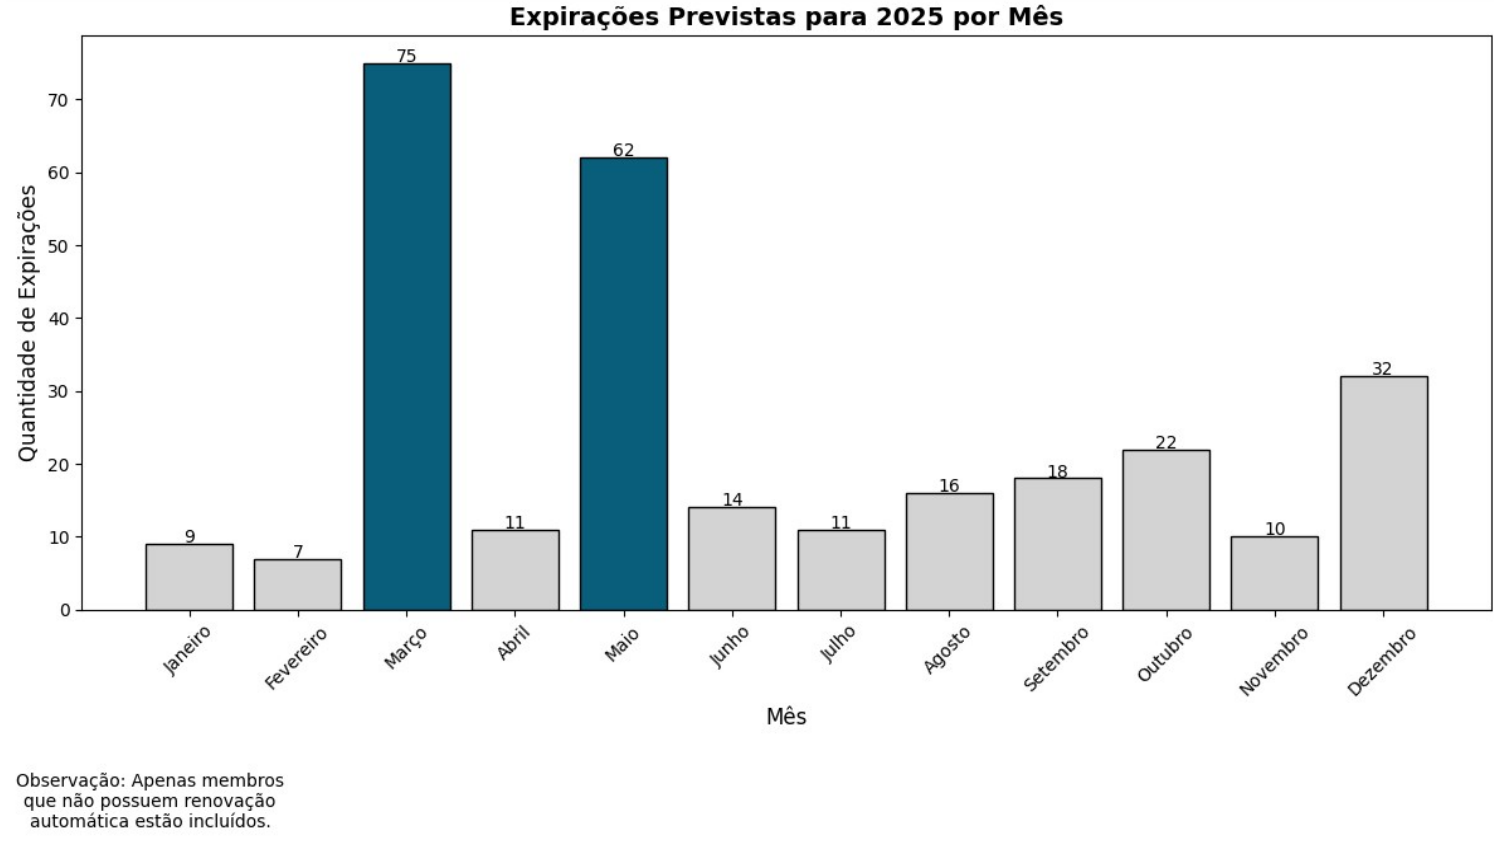 Expirações Previstas para 2025 por Mês
Quantidade de Expirações
70
60
50
40
30
20
10
0
9
7
75
11
62
14
11
16
18
22
10
32
Janeiro
Fevereiro
Março
Abril
Maio
Junho
Julho
Agosto
Setembro
Outubro
Novembro
Dezembro
Mês
Observação: Apenas membros
que não possuem renovação
automática estão incluídos.